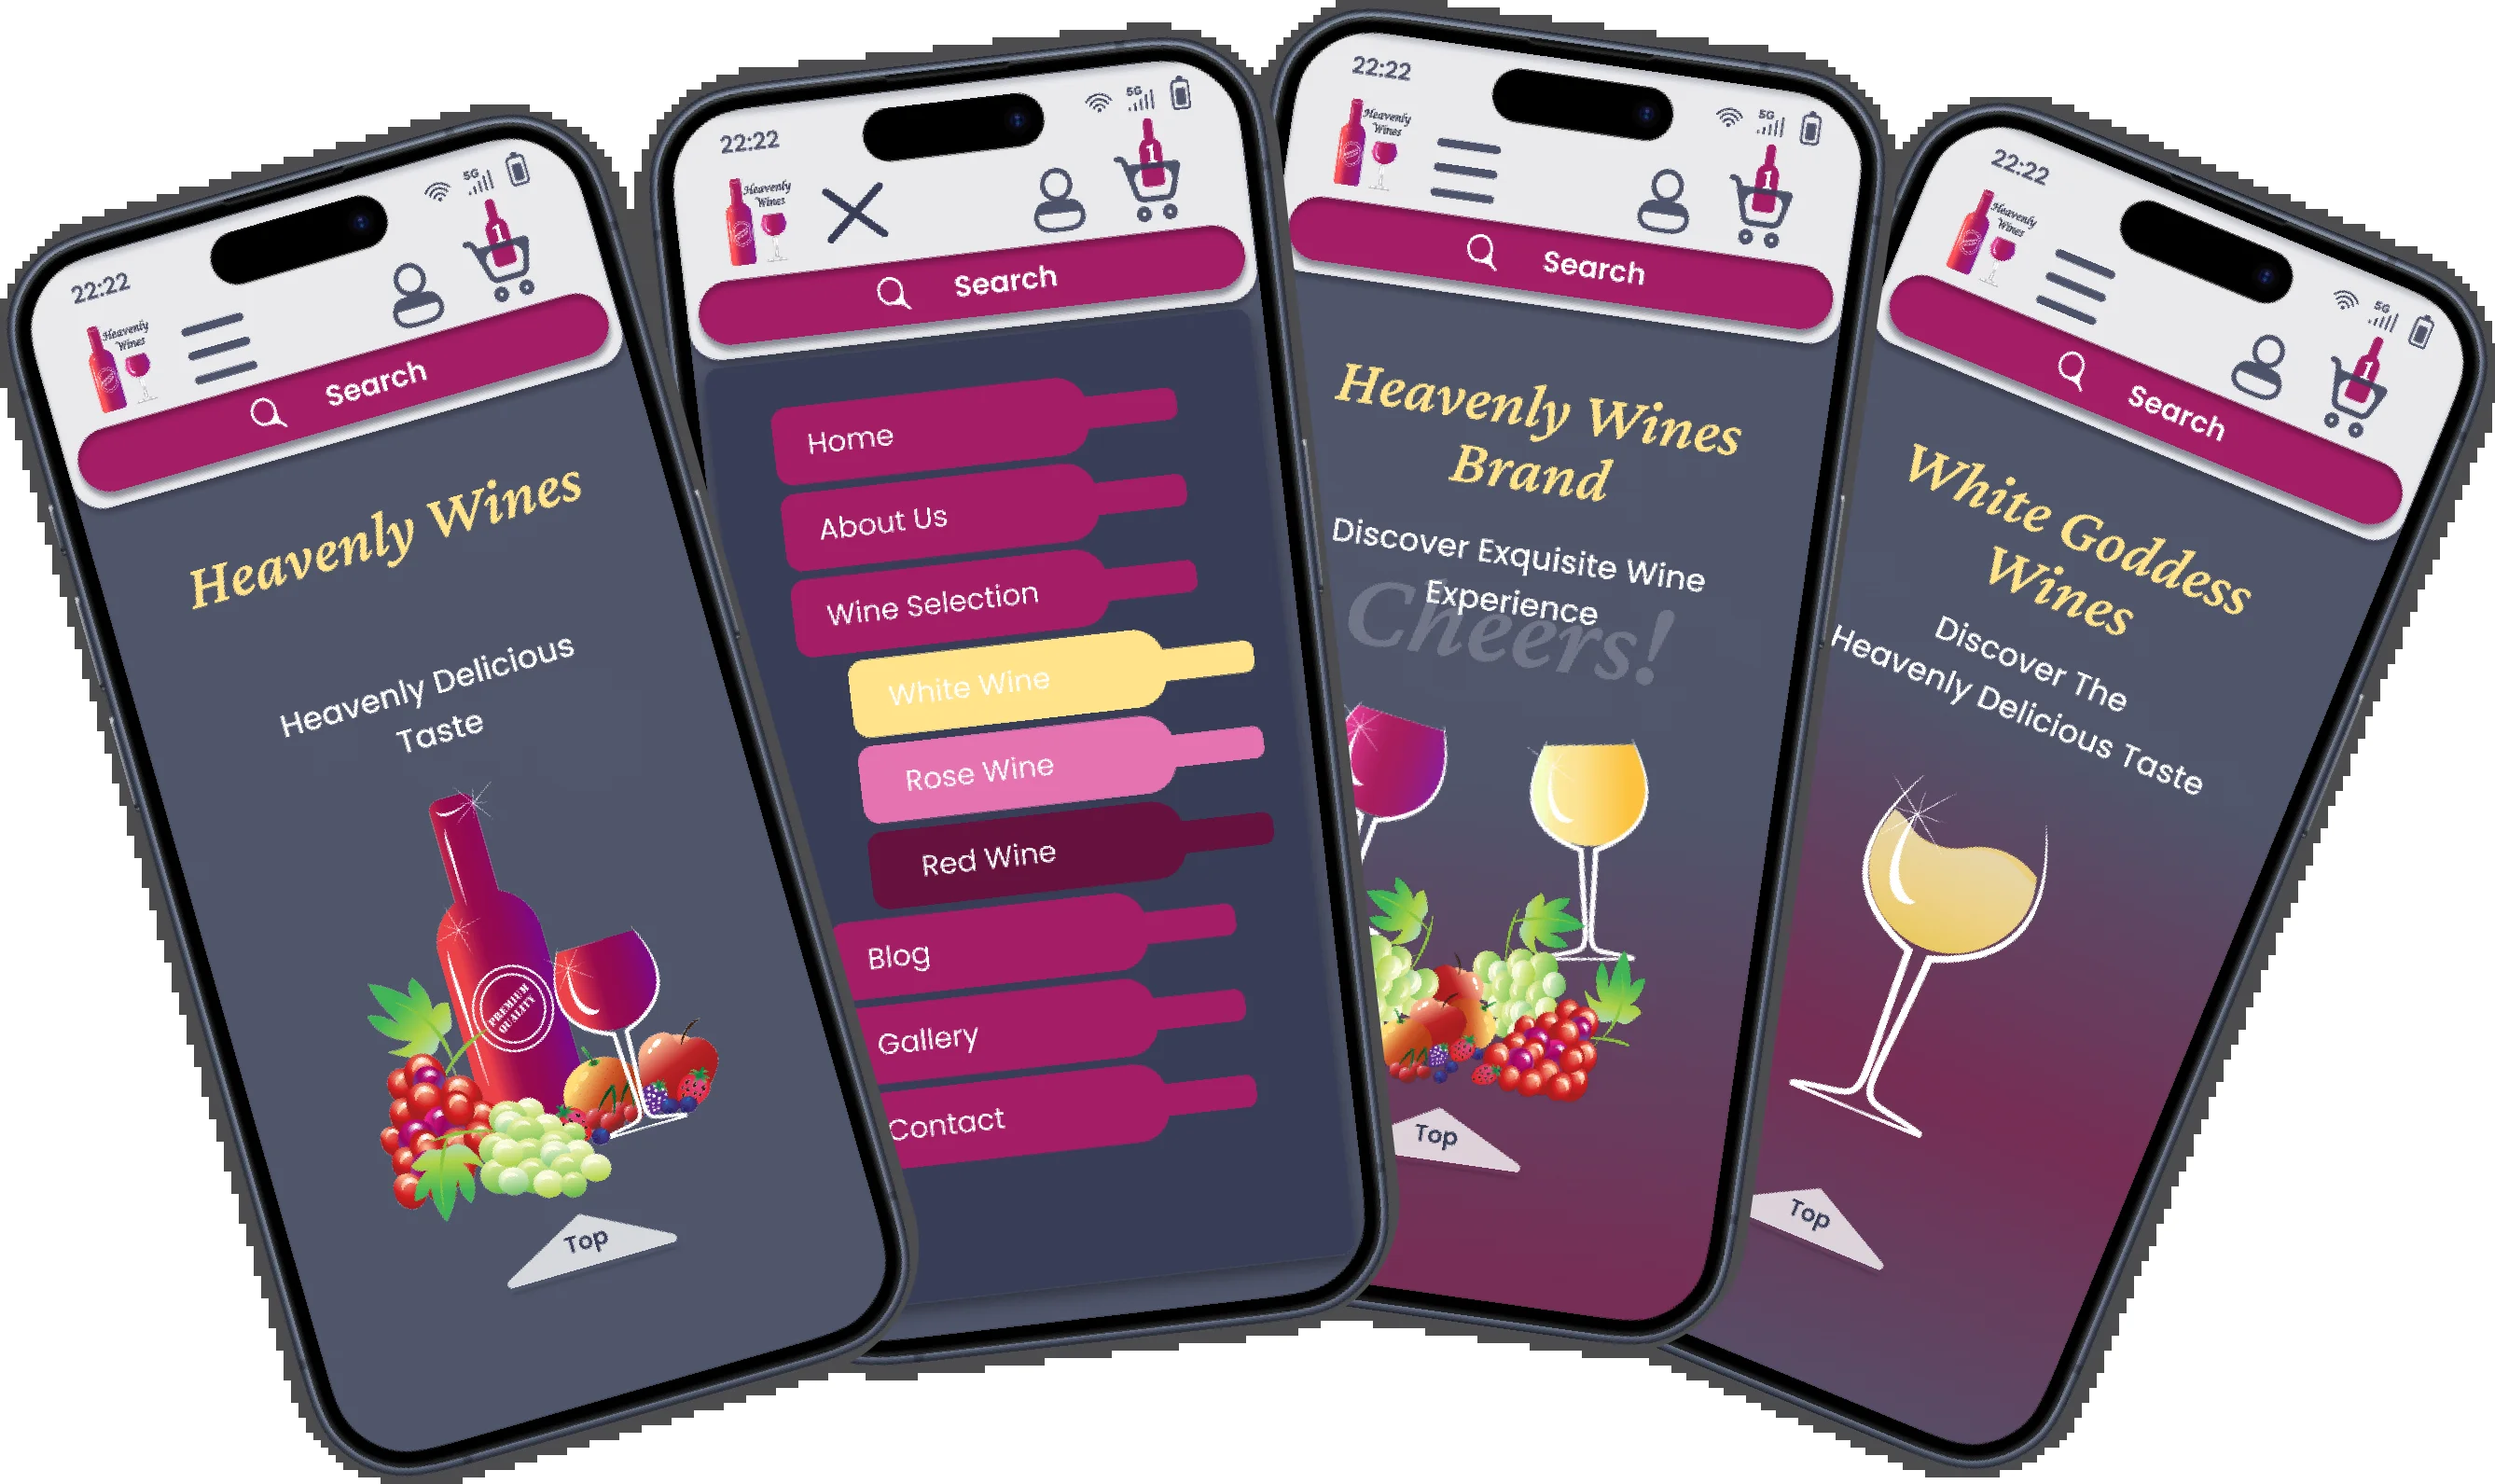 22:22
5G
1
Heavenly
Wines
Search
Heavenly Wines
Heavenly Delicious
Taste
PREMIUM
QUALITY
Top
22:22
5G
1
Heavenly
Wines
Search
Home
About Us
Wine Selection
White Wine
Rose Wine
Red Wine
Blog
Gallery
Contact
22:22
5G
1
Heavenly
Wines
Search
Heavenly Wines
Brand
Discover Exquisite Wine
Experience
Cheers!
Top
22:22
5G
1
Heavenly
Wines
Search
White Goddess
Wines
Discover The
Heavenly Delicious Taste
Top